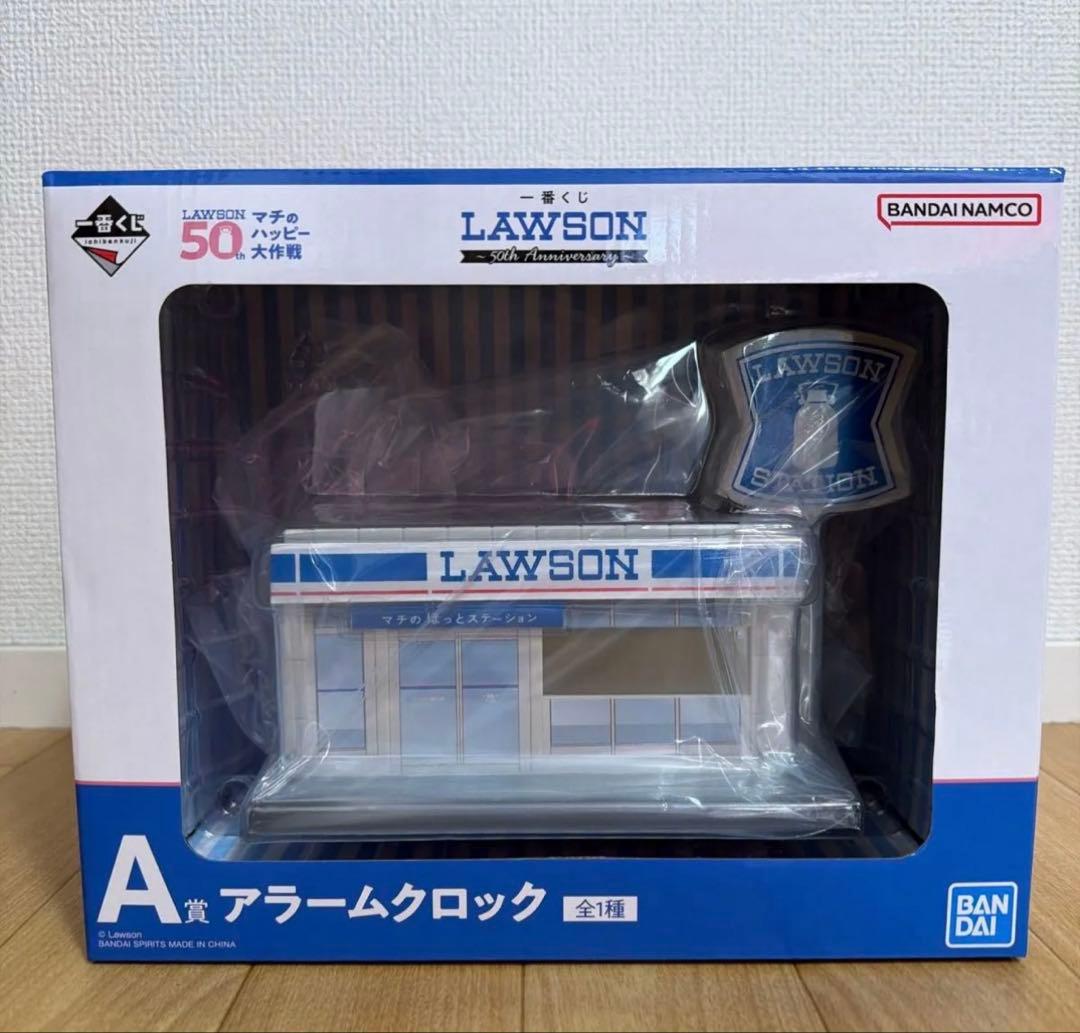 一番くじ
ichibankuji
LAWSON
50th
マチの
ハッピー
大作戦
一番くじ
LAWSON
~ 50th Anniversary ~
BANDAI NAMCO
LAWSON
STATION
LAWSON
マチのほっとステーション
A賞 アラームクロック 全1種
© Lawson
BANDAI SPIRITS MADE IN CHINA
BAN
DAI